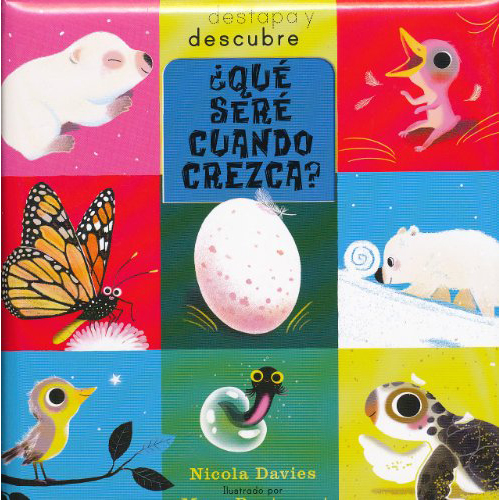 destapa y
descubre
¿QUÉ
SERÉ
CUANDO
CREZCA?
Nicola Davies
Ilustrado por